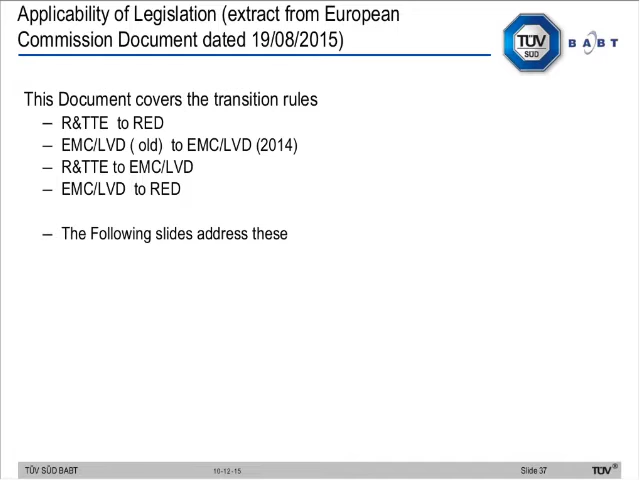 Applicability of Legislation (extract from European
Commission Document dated 19/08/2015)
TÜV
SÜD
BABT
This Document covers the transition rules
– R&TTE to RED
– EMC/LVD ( old) to EMC/LVD (2014)
– R&TTE to EMC/LVD
– EMC/LVD to RED
– The Following slides address these
TÜV SÜD BABT
10-12-15
Slide 37
TÜV®